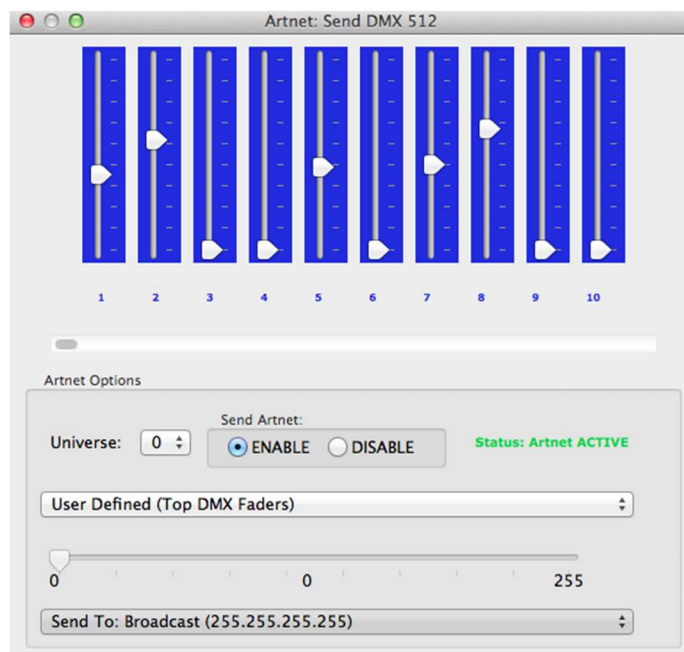 Artnet: Send DMX 512
1 2 3 4 5 6 7 8 9 10
Artnet Options
Send Artnet:
Universe: 0 ENABLE DISABLE Status: Artnet ACTIVE
User Defined (Top DMX Faders)
0 0 255
Send To: Broadcast (255.255.255.255)